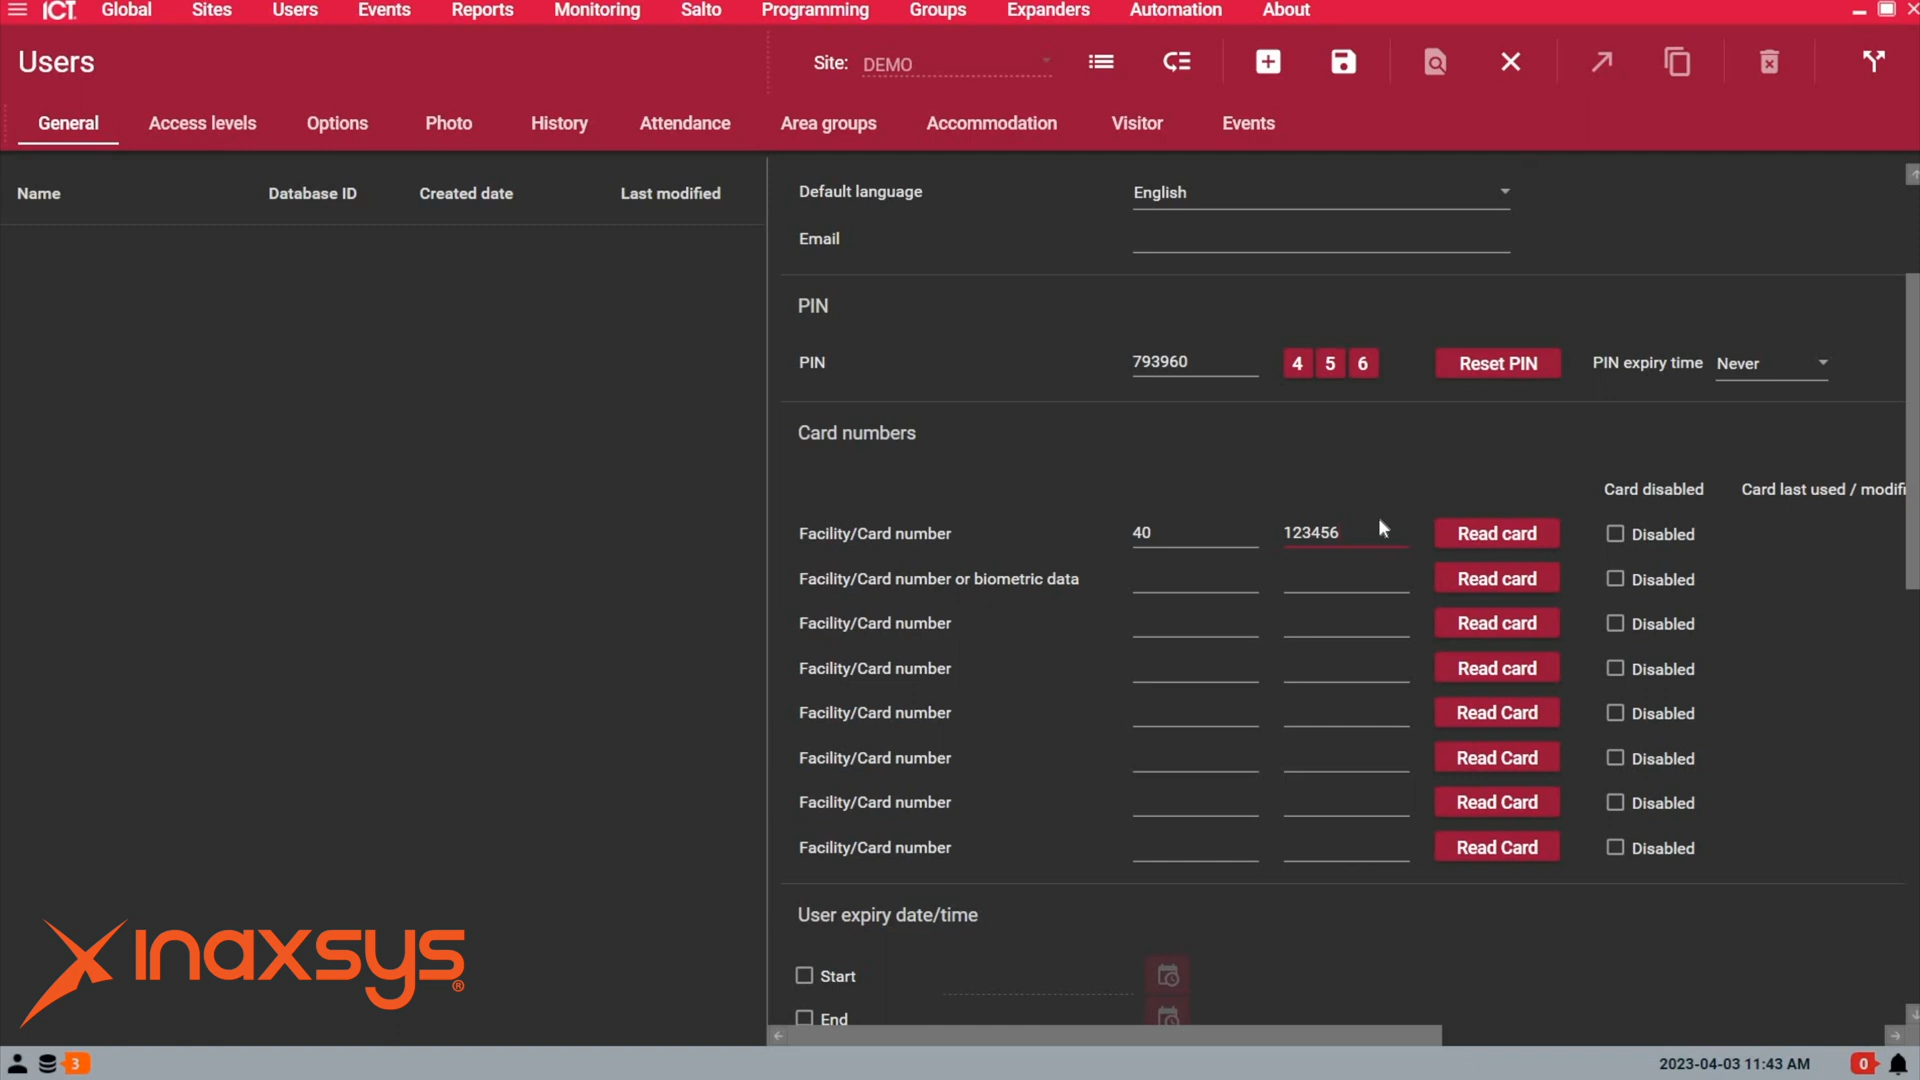 ICT Global Sites Users Events Reports Monitoring Salto Programming Groups Expanders Automation About
Users
Site: DEMO
General Access levels Options Photo History Attendance Area groups Accommodation Visitor Events
Name Database ID Created date Last modified
Default language English
Email
PIN
PIN 793960 4 5 6 Reset PIN PIN expiry time Never
Card numbers
Card disabled Card last used / modifi
Facility/Card number 40 123456 Read card Disabled
Facility/Card number or biometric data Read card Disabled
Facility/Card number Read card Disabled
Facility/Card number Read card Disabled
Facility/Card number Read Card Disabled
Facility/Card number Read Card Disabled
Facility/Card number Read Card Disabled
Facility/Card number Read Card Disabled
User expiry date/time
Start
End
inaxsys®
3 2023-04-03 11:43 AM 0